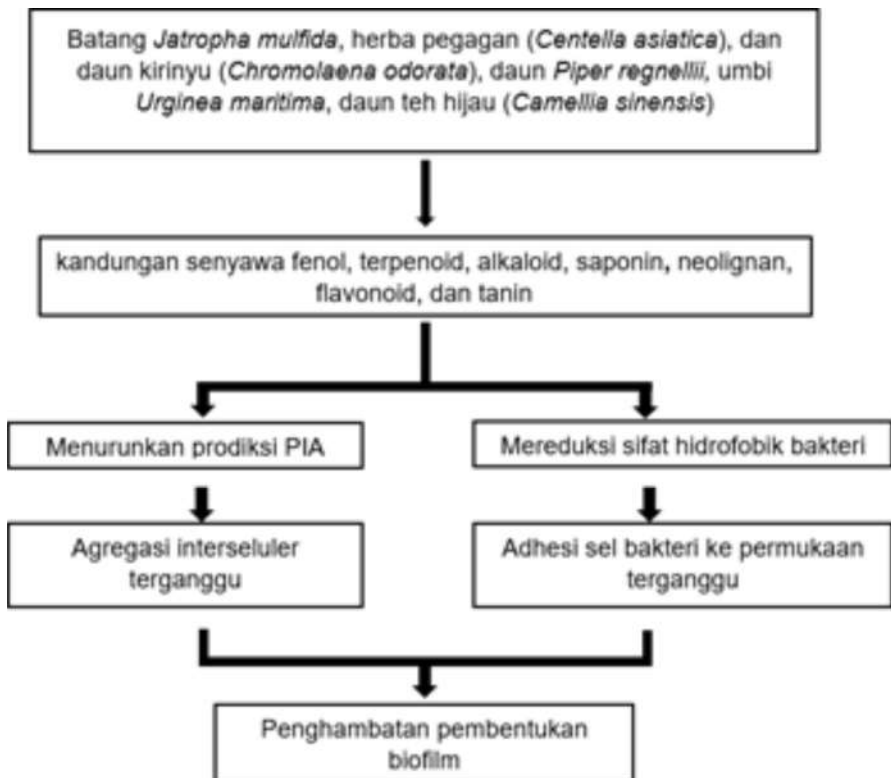 Batang Jatropha mulfida, herba pegagan (Centella asiatica), dan
daun kirinyu (Chromolaena odorata), daun Piper regnellii, umbi
Urginea maritima, daun teh hijau (Camellia sinensis)
kandungan senyawa fenol, terpenoid, alkaloid, saponin, neolignan,
flavonoid, dan tanin
Menurunkan prodiksi PIA
Mereduksi sifat hidrofobik bakteri
Agregasi interseluler
terganggu
Adhesi sel bakteri ke permukaan
terganggu
Penghambatan pembentukan
biofilm